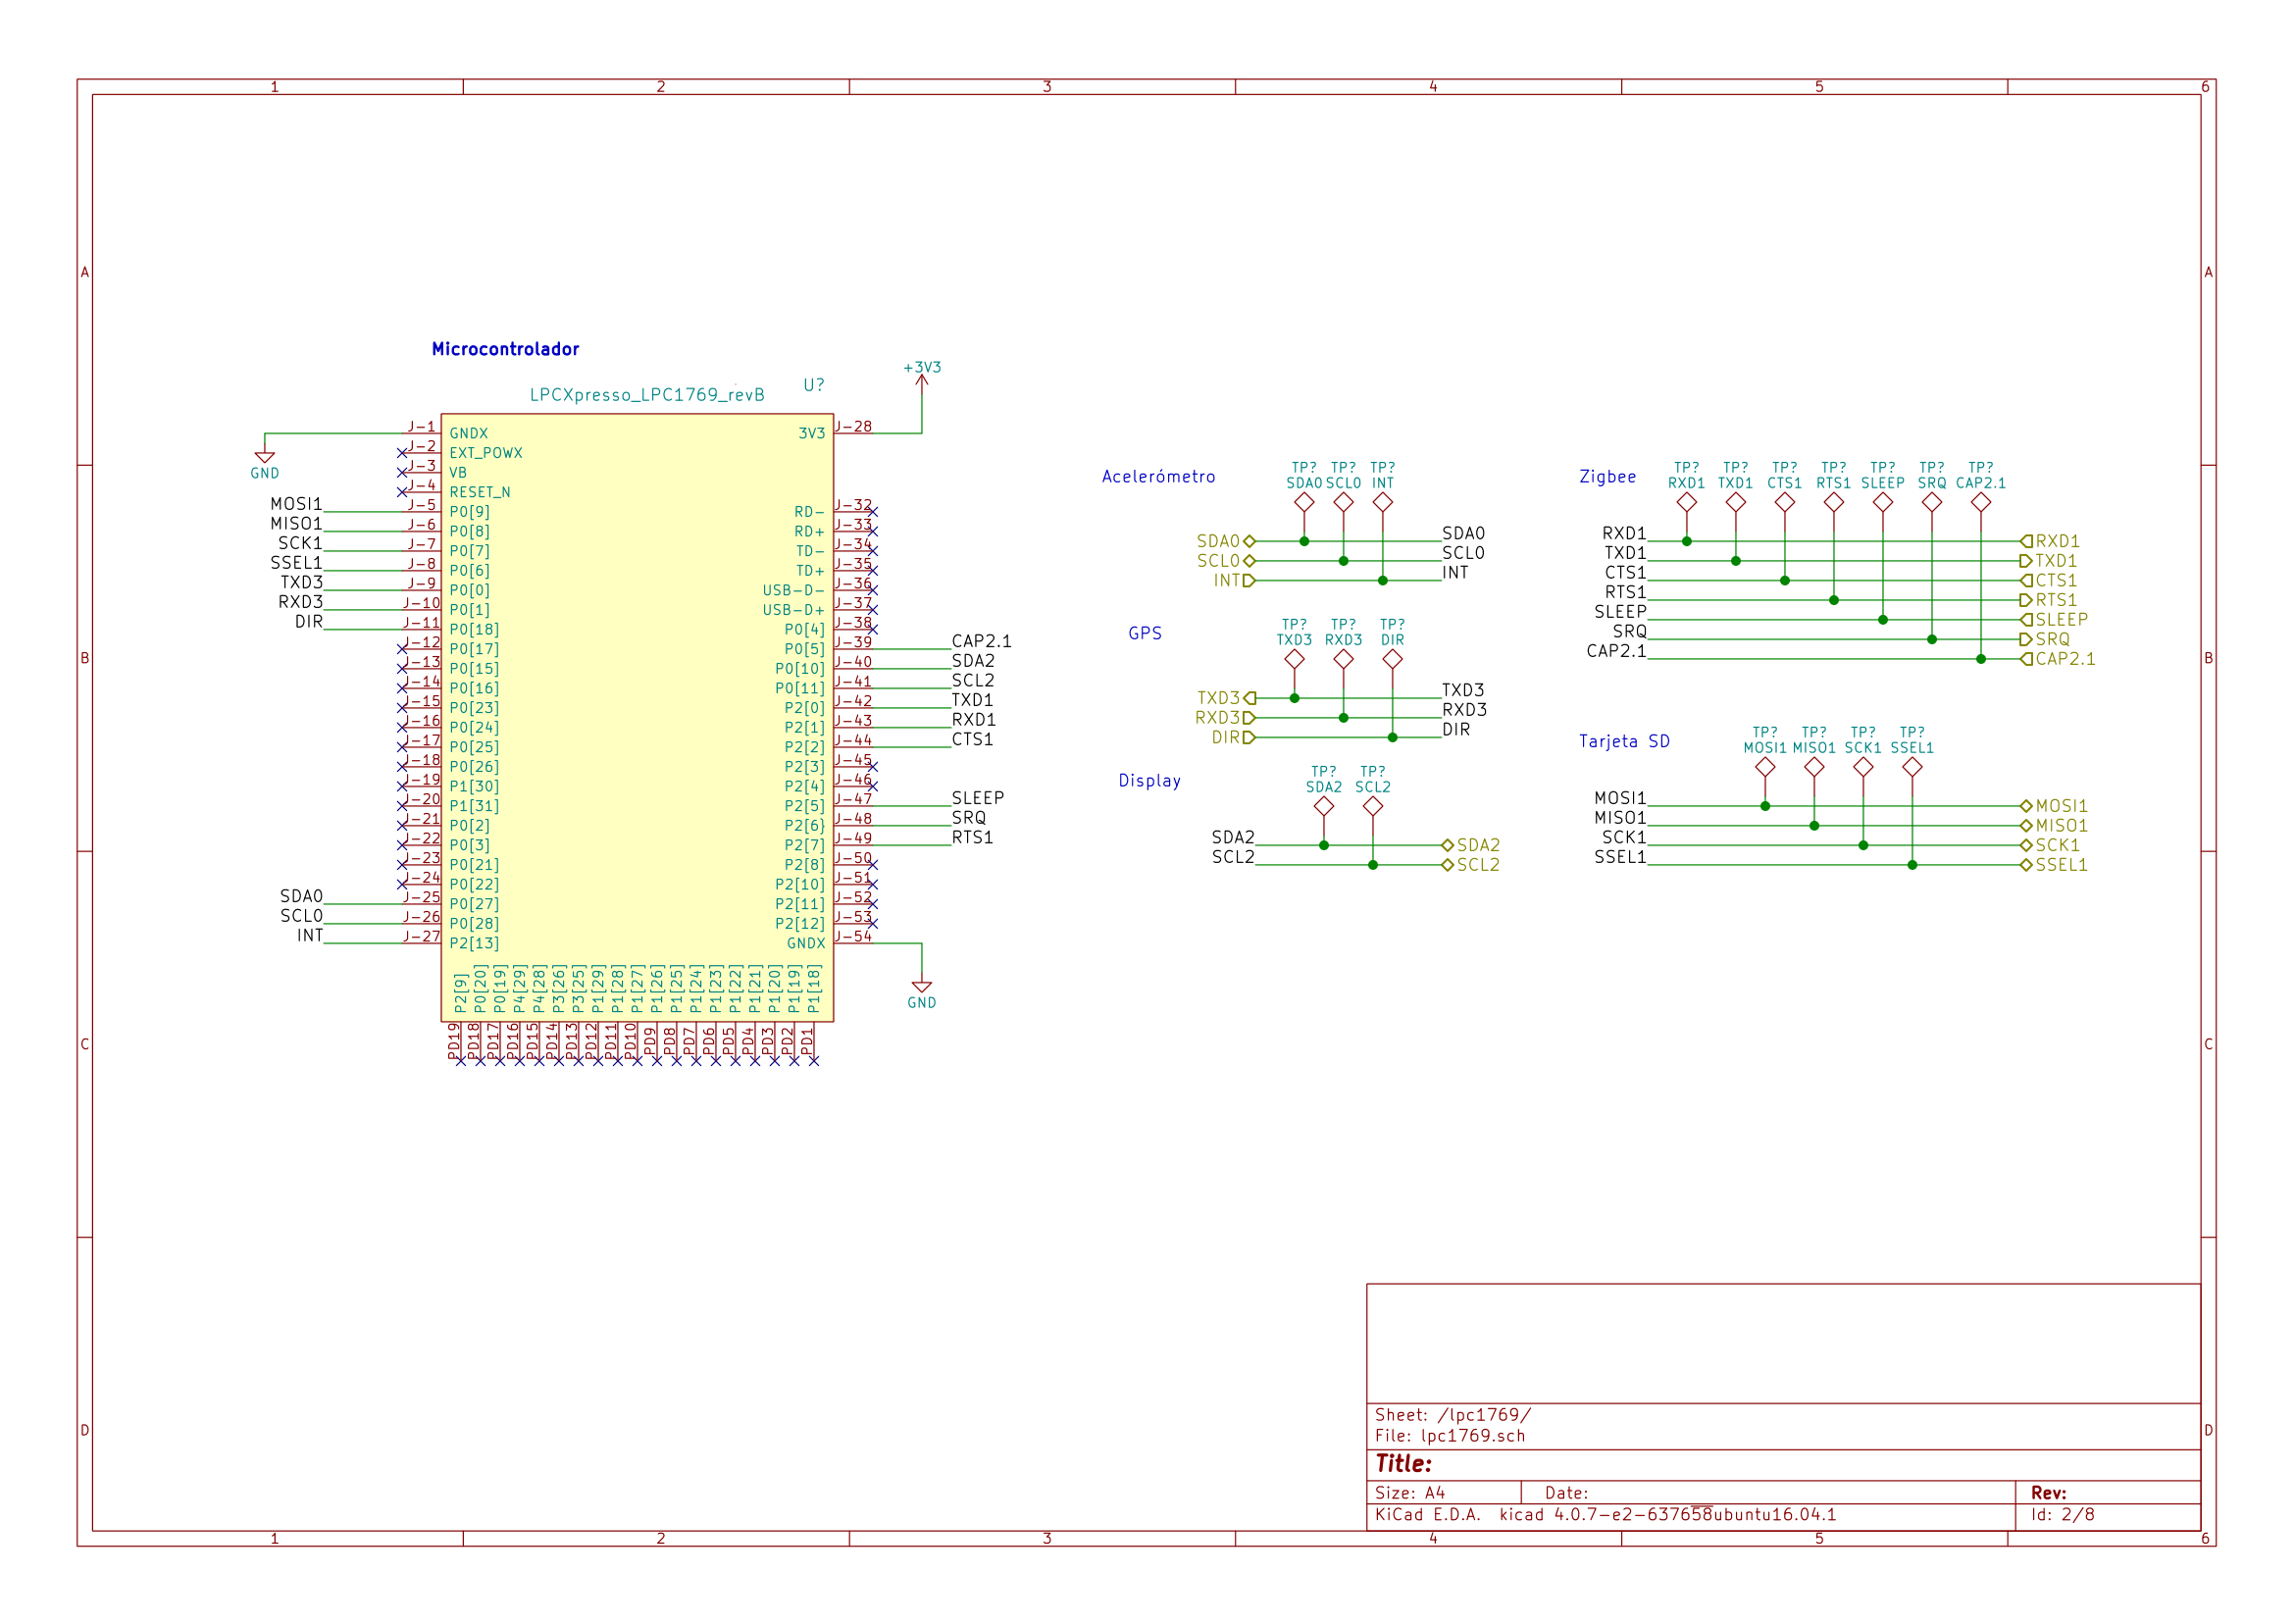 1 2 3 4 5 6
A A
B B
C C
D D
Microcontrolador
LPCXpresso_LPC1769_revB U?
+3V3
GND
J-1 GNDX
J-2 EXT_POWX
J-3 VB
J-4 RESET_N
MOSI1 J-5 P0[9]
MISO1 J-6 P0[8]
SCK1 J-7 P0[7]
SSEL1 J-8 P0[6]
TXD3 J-9 P0[0]
RXD3 J-10 P0[1]
DIR J-11 P0[18]
J-12 P0[17]
J-13 P0[15]
J-14 P0[16]
J-15 P0[23]
J-16 P0[24]
J-17 P0[25]
J-18 P0[26]
J-19 P1[30]
J-20 P1[31]
J-21 P0[2]
J-22 P0[3]
J-23 P0[21]
J-24 P0[22]
SDA0 J-25 P0[27]
SCL0 J-26 P0[28]
INT J-27 P2[13]
3V3 J-28
RD- J-32
RD+ J-33
TD- J-34
TD+ J-35
USB-D- J-36
USB-D+ J-37
P0[4] J-38
P0[5] J-39 CAP2.1
P0[10] J-40 SDA2
P0[11] J-41 SCL2
P2[0] J-42 TXD1
P2[1] J-43 RXD1
P2[2] J-44 CTS1
P2[3] J-45
P2[4] J-46
P2[5] J-47 SLEEP
P2[6} J-48 SRQ
P2[7] J-49 RTS1
P2[8] J-50
P2[10] J-51
P2[11] J-52
P2[12] J-53
GNDX J-54
GND
P2[9] P0[20] P0[19] P4[29] P4[28] P3[26] P3[25] P1[29] P1[28] P1[27] P1[26] P1[25] P1[24] P1[23] P1[22] P1[21] P1[20] P1[19] P1[18]
PD19 PD18 PD17 PD16 PD15 PD14 PD13 PD12 PD11 PD10 PD9 PD8 PD7 PD6 PD5 PD4 PD3 PD2 PD1
Acelerómetro
TP? TP? TP?
SDA0 SCL0 INT
SDA0 SDA0
SCL0 SCL0
INT INT
GPS
TP? TP? TP?
TXD3 RXD3 DIR
TXD3 TXD3
RXD3 RXD3
DIR DIR
Display
TP? TP?
SDA2 SCL2
SDA2 SDA2
SCL2 SCL2
Zigbee
TP? TP? TP? TP? TP? TP? TP?
RXD1 TXD1 CTS1 RTS1 SLEEP SRQ CAP2.1
RXD1 RXD1
TXD1 TXD1
CTS1 CTS1
RTS1 RTS1
SLEEP SLEEP
SRQ SRQ
CAP2.1 CAP2.1
Tarjeta SD
TP? TP? TP? TP?
MOSI1 MISO1 SCK1 SSEL1
MOSI1 MOSI1
MISO1 MISO1
SCK1 SCK1
SSEL1 SSEL1
Sheet: /lpc1769/
File: lpc1769.sch
Title:
Size: A4 Date: Rev:
KiCad E.D.A. kicad 4.0.7-e2-637658ubuntu16.04.1 Id: 2/8
1 2 3 4 5 6